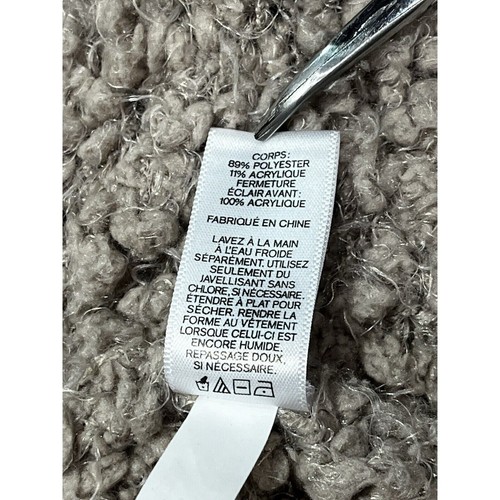 CORPS:
89% POLYESTER
11% ACRYLIQUE
FERMETURE
ÉCLAIR AVANT:
100% ACRYLIQUE
FABRIQUÉ EN CHINE
LAVEZ À LA MAIN
À L'EAU FROIDE
SÉPARÉMENT. UTILISEZ
SEULEMENT DU
JAVELLISANT SANS
CHLORE, SI NÉCESSAIRE.
ÉTENDRE À PLAT POUR
SÉCHER. RENDRE LA
FORME AU VÊTEMENT
LORSQUE CELUI-CI EST
ENCORE HUMIDE.
REPASSAGE DOUX,
SI NÉCESSAIRE.